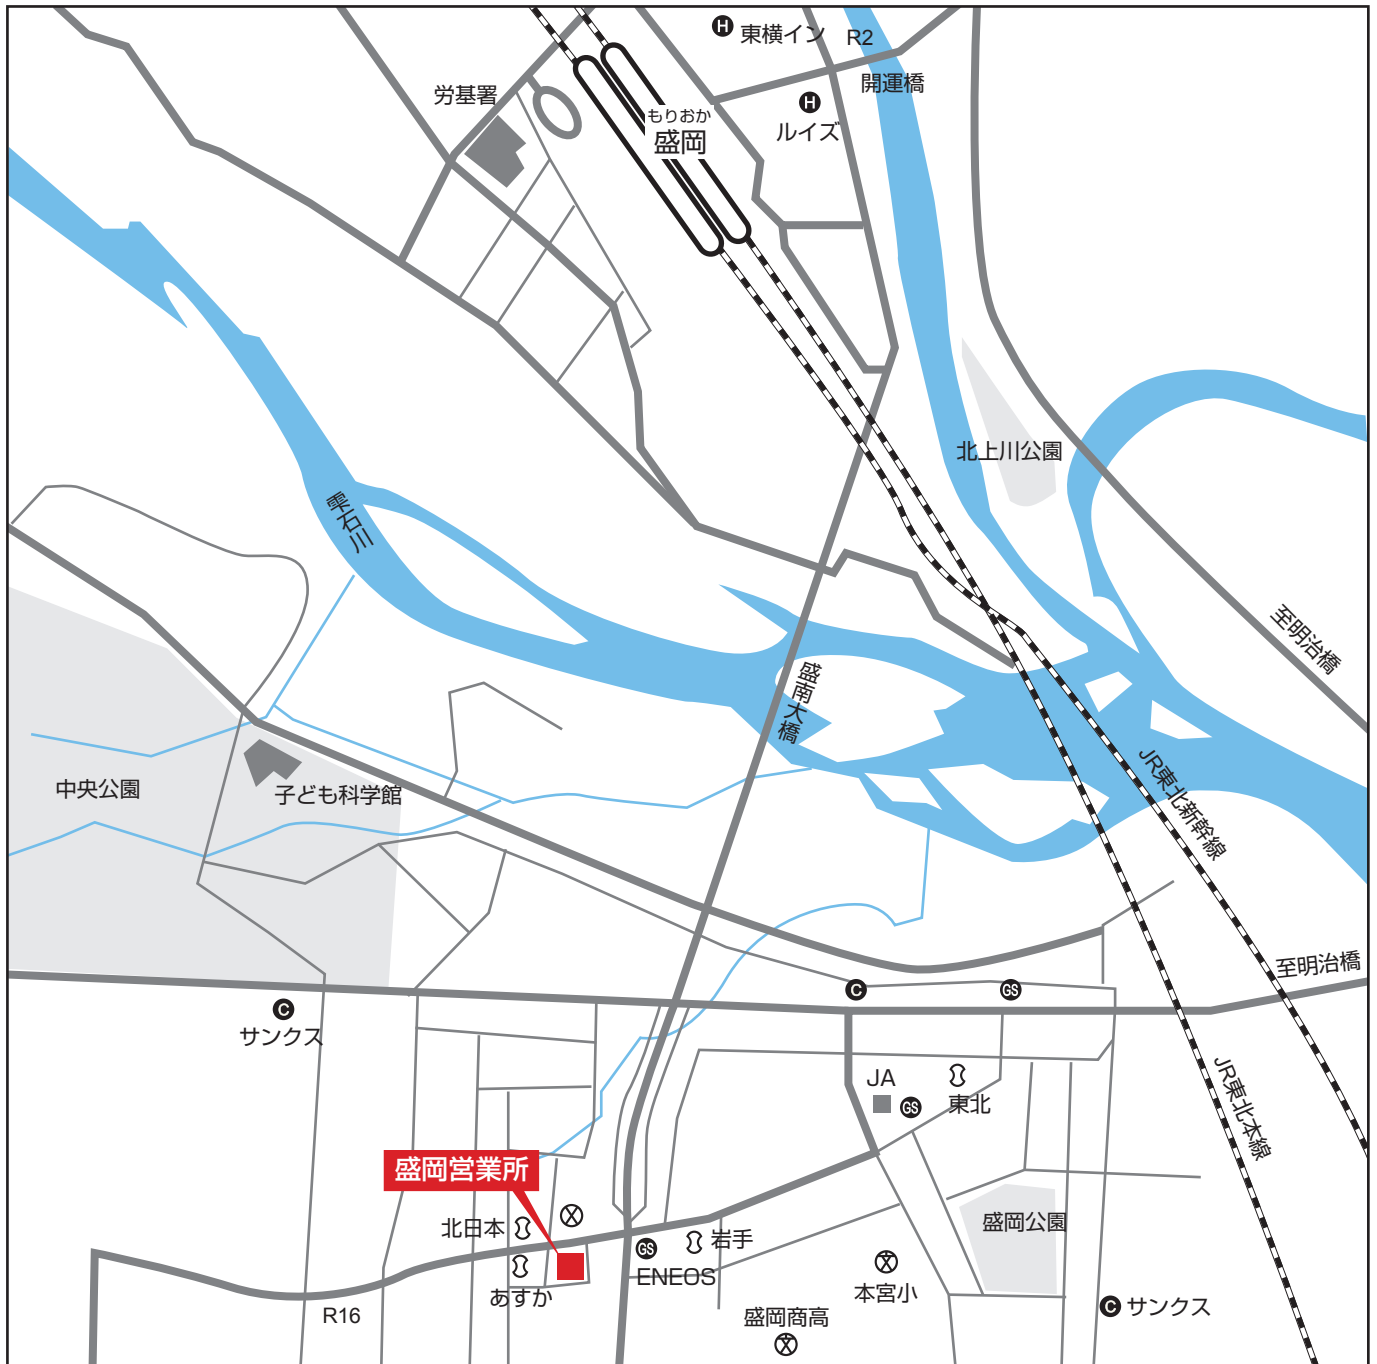 H 東横イン
R2
開運橋
労基署
H
ルイズ
もりおか
盛岡
北上川公園
雫石川
至明治橋
盛南大橋
JR東北新幹線
中央公園
子ども科学館
至明治橋
C
サンクス
C
GS
JA
GS
東北
JR東北本線
盛岡営業所
北日本
盛岡公園
GS
ENEOS
岩手
あすか
文
本宮小
R16
盛岡商高
文
C サンクス